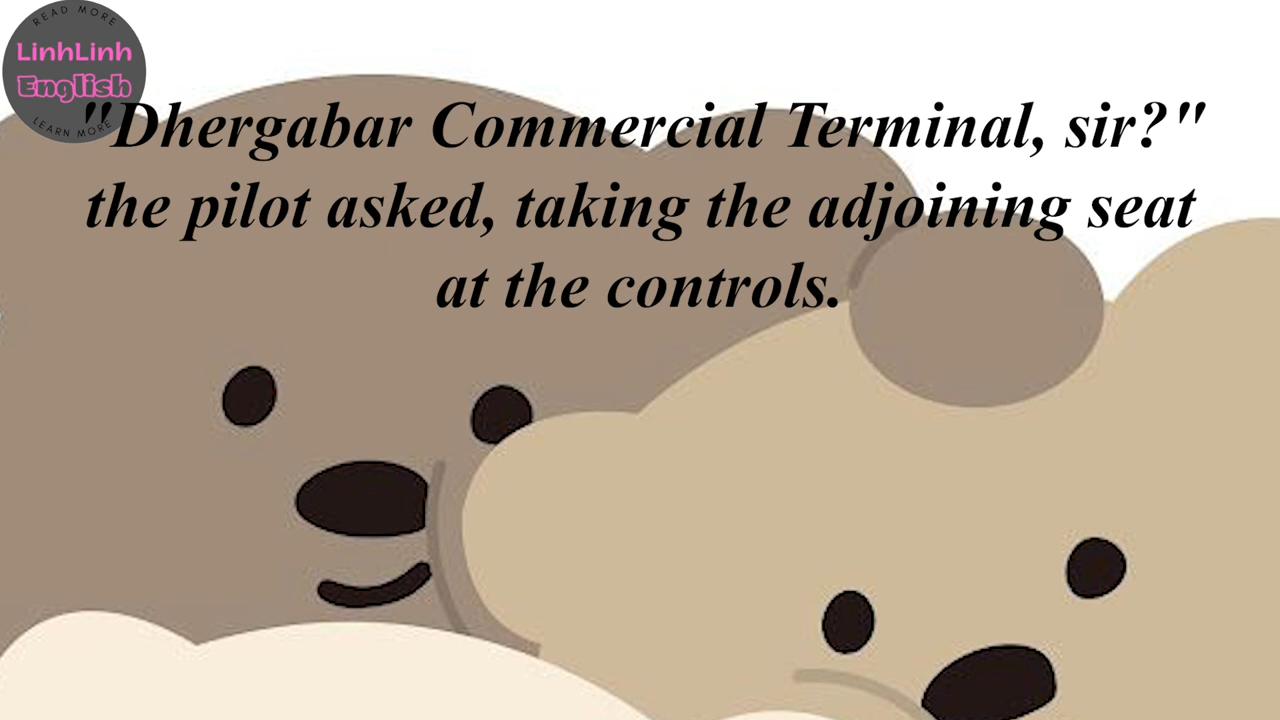 READ MORE
LinhLinh
English
LEARN MORE
"Dhergabar Commercial Terminal, sir?"
the pilot asked, taking the adjoining seat
at the controls.